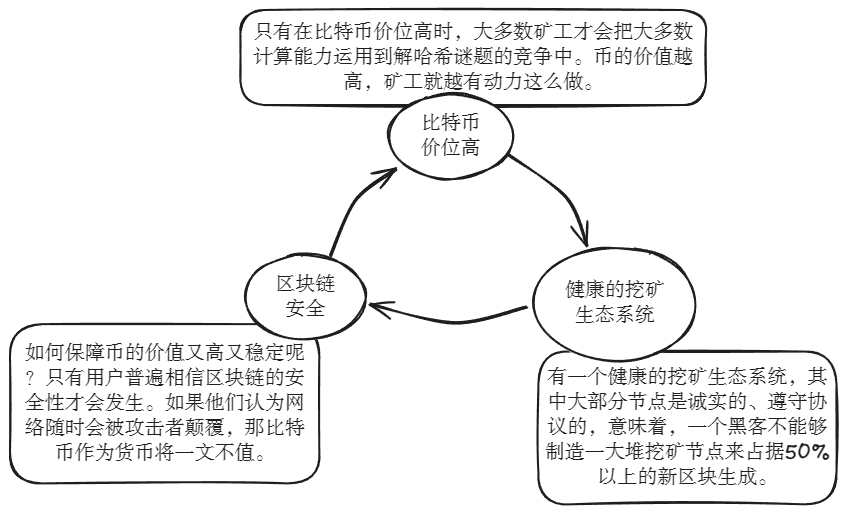 只有在比特币价位高时，大多数矿工才会把大多数
计算能力运用到解哈希谜题的竞争中。币的价值越
高，矿工就越有动力这么做。
比特币
价位高
区块链
安全
健康的挖矿
生态系统
如何保障币的价值又高又稳定呢
？只有用户普遍相信区块链的安
全性才会发生。如果他们认为网
络随时会被攻击者颠覆，那比特
币作为货币将一文不值。
有一个健康的挖矿生态系统，其
中大部分节点是诚实的、遵守协
议的，意味着，一个黑客不能够
制造一大堆挖矿节点来占据50%
以上的新区块生成。